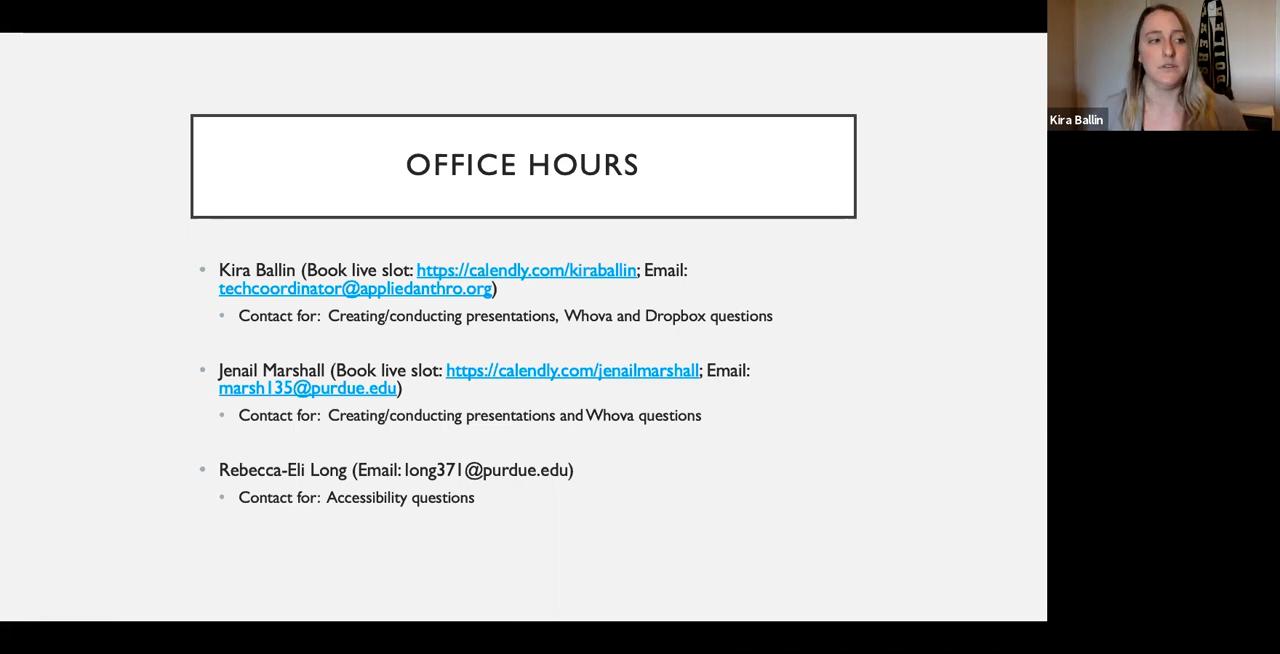 OFFICE HOURS
Kira Ballin (Book live slot: https://calendly.com/kiraballin; Email:
techcoordinator@appliedanthro.org)
Contact for: Creating/conducting presentations, Whova and Dropbox questions
Jenail Marshall (Book live slot: https://calendly.com/jenailmarshall; Email:
marsh135@purdue.edu)
Contact for: Creating/conducting presentations and Whova questions
Rebecca-Eli Long (Email: long371@purdue.edu)
Contact for: Accessibility questions
Kira Ballin